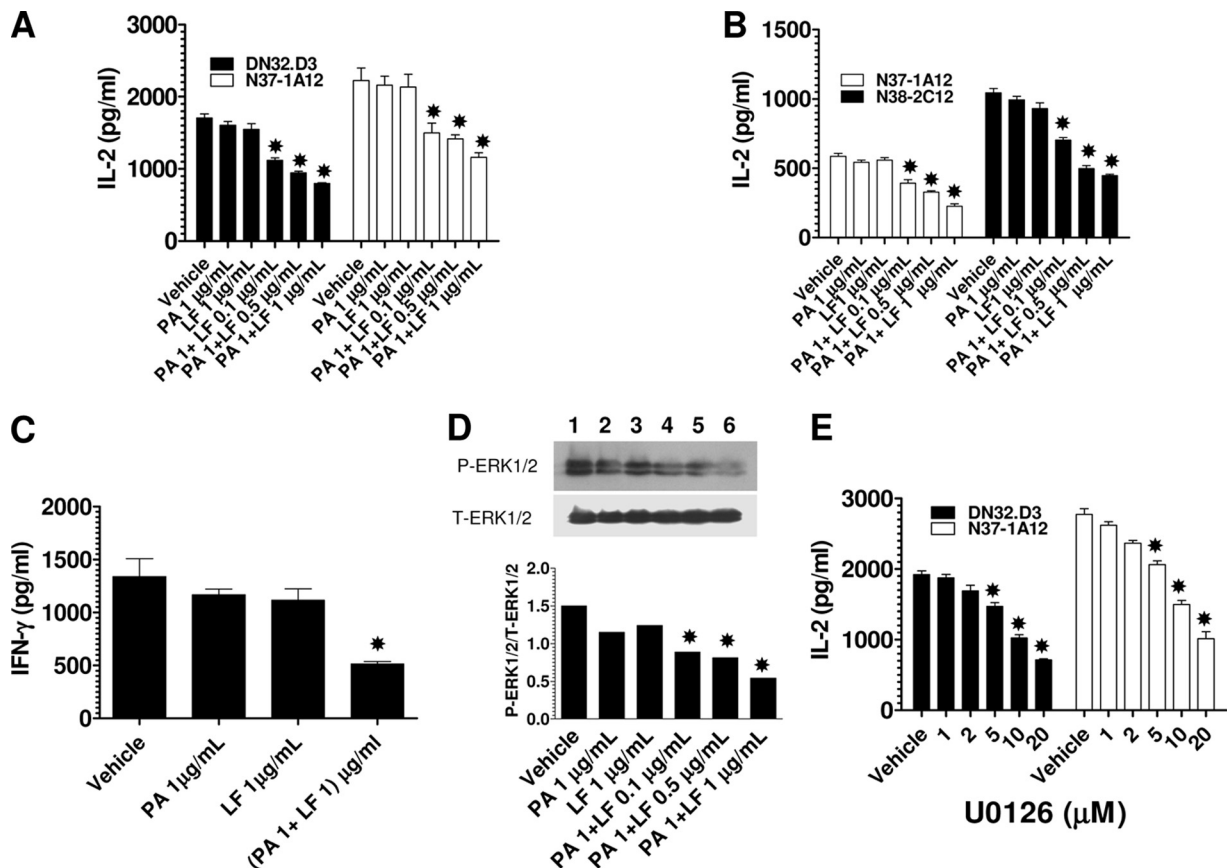 A
IL-2 (pg/ml)
3000
2000
1000
0
DN32.D3
N37-1A12
Vehicle
PA 1 µg/mL
LF 1 µg/mL
PA 1+ LF 0.1 µg/mL
PA 1+LF 0.5 µg/mL
PA 1+LF 1 µg/mL
Vehicle
PA 1 µg/mL
LF 1 µg/mL
PA 1+ LF 0.1 µg/mL
PA 1+LF 0.5 µg/mL
PA 1+LF 1 µg/mL
B
IL-2 (pg/ml)
1500
1000
500
0
N37-1A12
N38-2C12
Vehicle
PA 1 µg/mL
LF 1 µg/mL
PA 1+ LF 0.1 µg/mL
PA 1+ LF 0.5 µg/mL
PA 1+ LF 1 µg/mL
Vehicle
PA 1 µg/mL
LF 1 µg/mL
PA 1+ LF 0.1 µg/mL
PA 1+ LF 0.5 µg/mL
PA 1+ LF 1 µg/mL
C
IFN-γ (pg/ml)
2000
1500
1000
500
0
Vehicle
PA 1µg/mL
LF 1µg/mL
(PA 1+ LF 1) µg/ml
D
1 2 3 4 5 6
P-ERK1/2
T-ERK1/2
P-ERK1/2/T-ERK1/2
2.0
1.5
1.0
0.5
0.0
Vehicle
PA 1 µg/mL
LF 1 µg/mL
PA 1+LF 0.1 µg/mL
PA 1+LF 0.5 µg/mL
PA 1+LF 1 µg/mL
E
IL-2 (pg/ml)
3000
2000
1000
0
DN32.D3
N37-1A12
Vehicle
1
2
5
10
20
Vehicle
1
2
5
10
20
U0126 (µM)